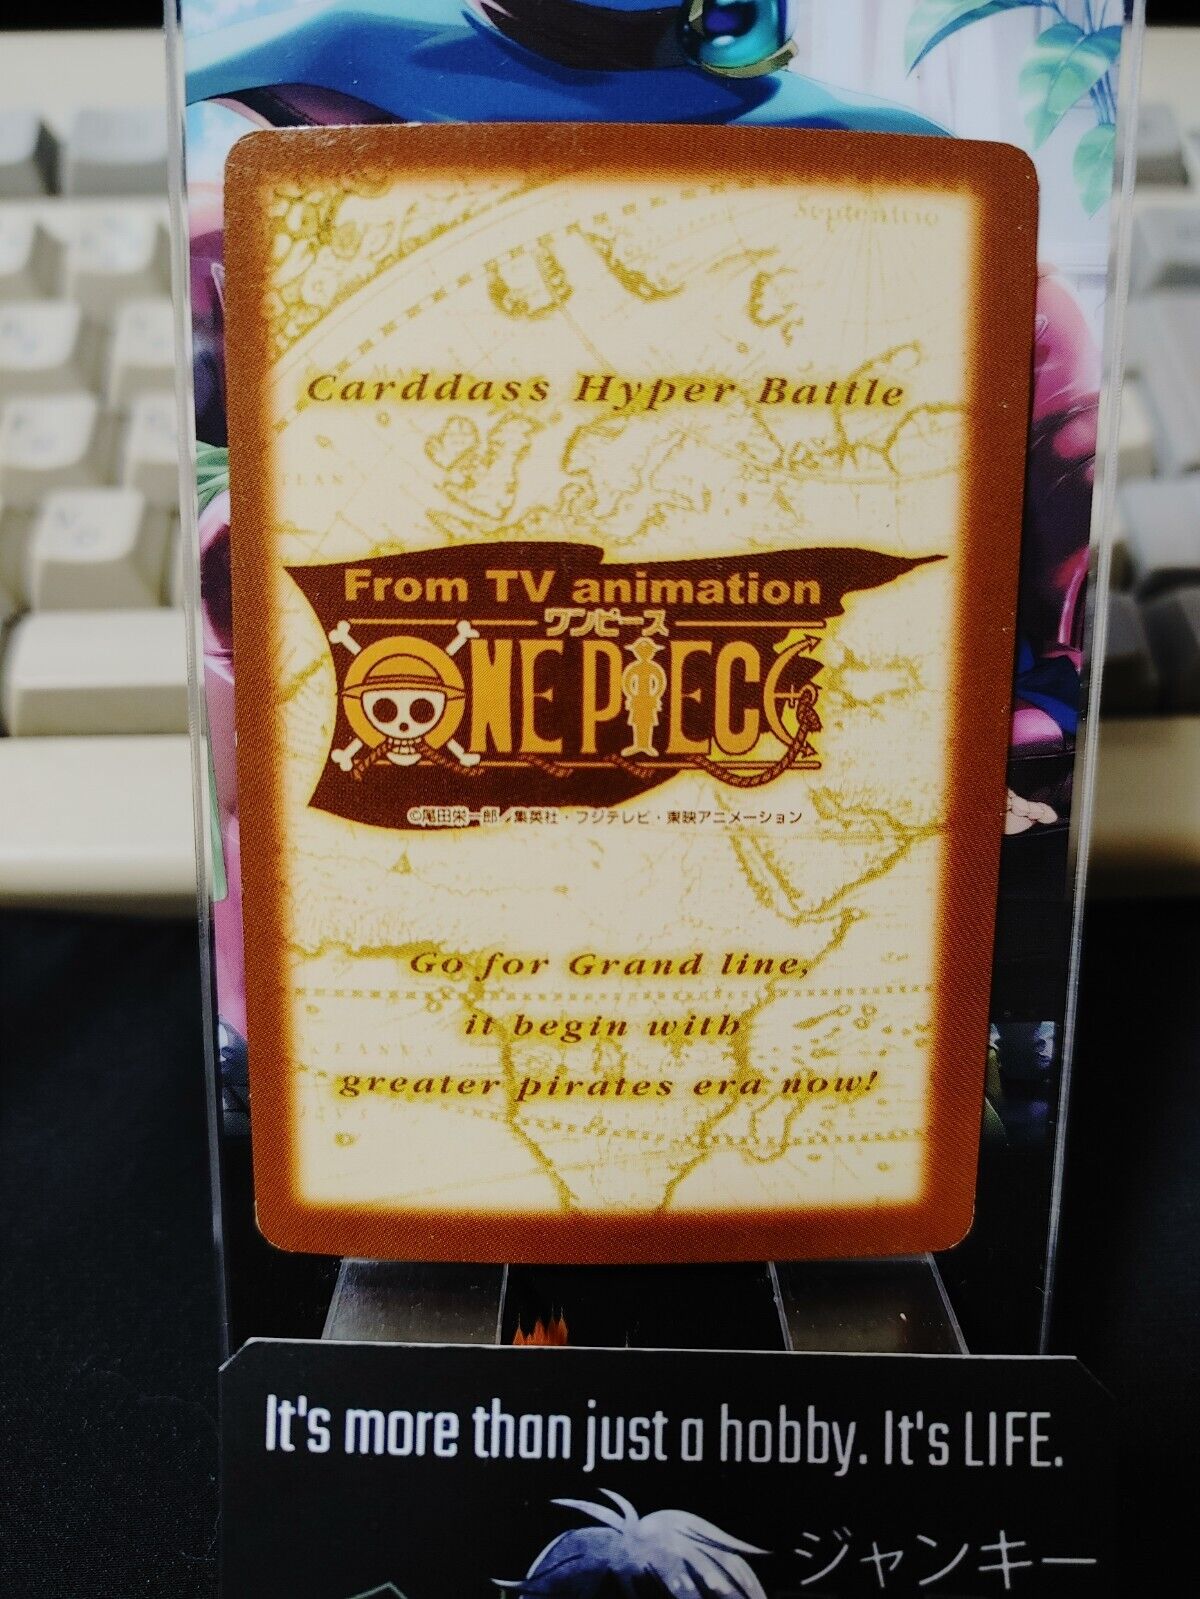 Septentrio
Carddass Hyper Battle
From TV animation
ワンピース
ONE PIECE
©尾田栄一郎／集英社・フジテレビ・東映アニメーション
Go for Grand line,
it begin with
greater pirates era now!
It's more than just a hobby. It's LIFE.
ジャンキー